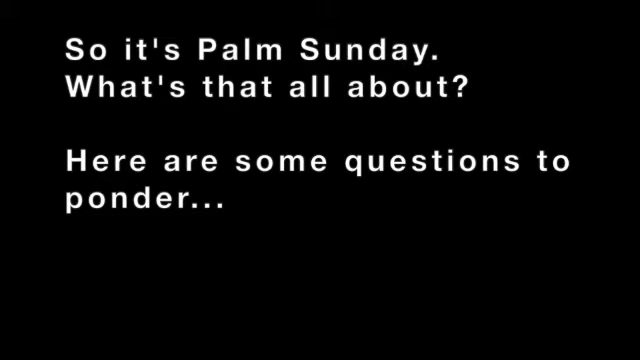 So it's Palm Sunday.
What's that all about?
Here are some questions to
ponder...